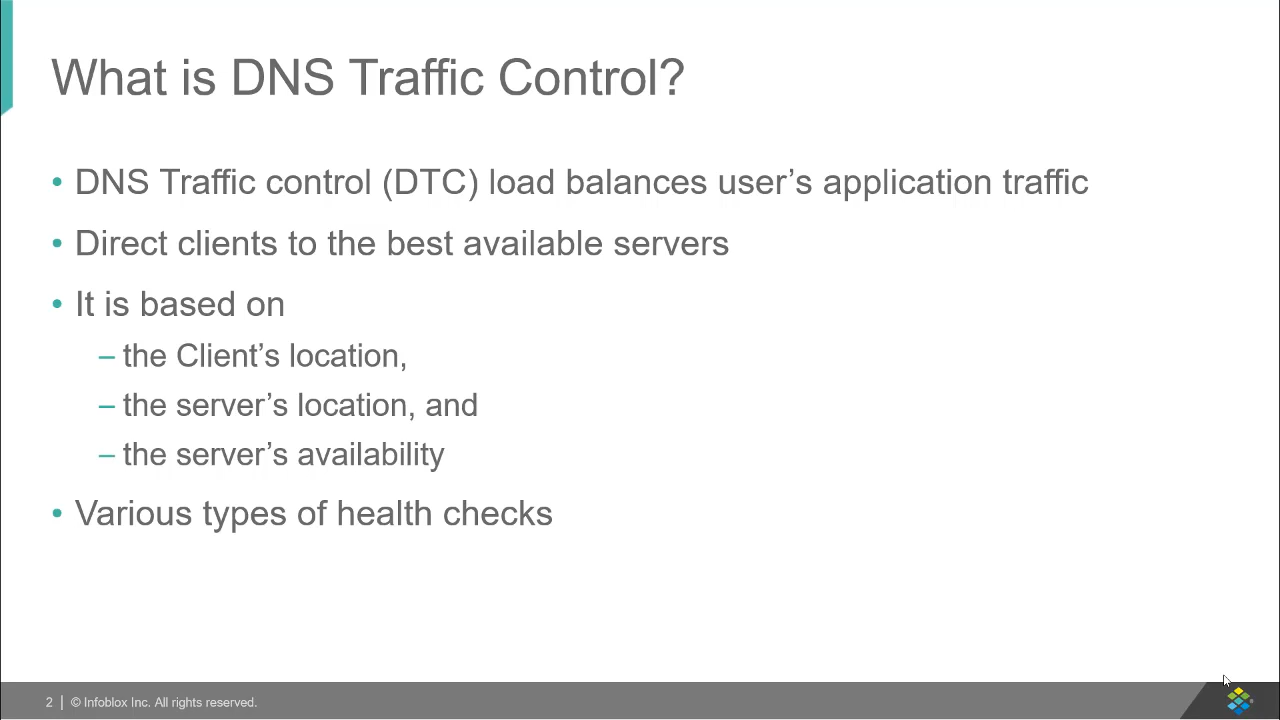 What is DNS Traffic Control?
• DNS Traffic control (DTC) load balances user’s application traffic
• Direct clients to the best available servers
• It is based on
– the Client’s location,
– the server’s location, and
– the server’s availability
• Various types of health checks
2 | © Infoblox Inc. All rights reserved.